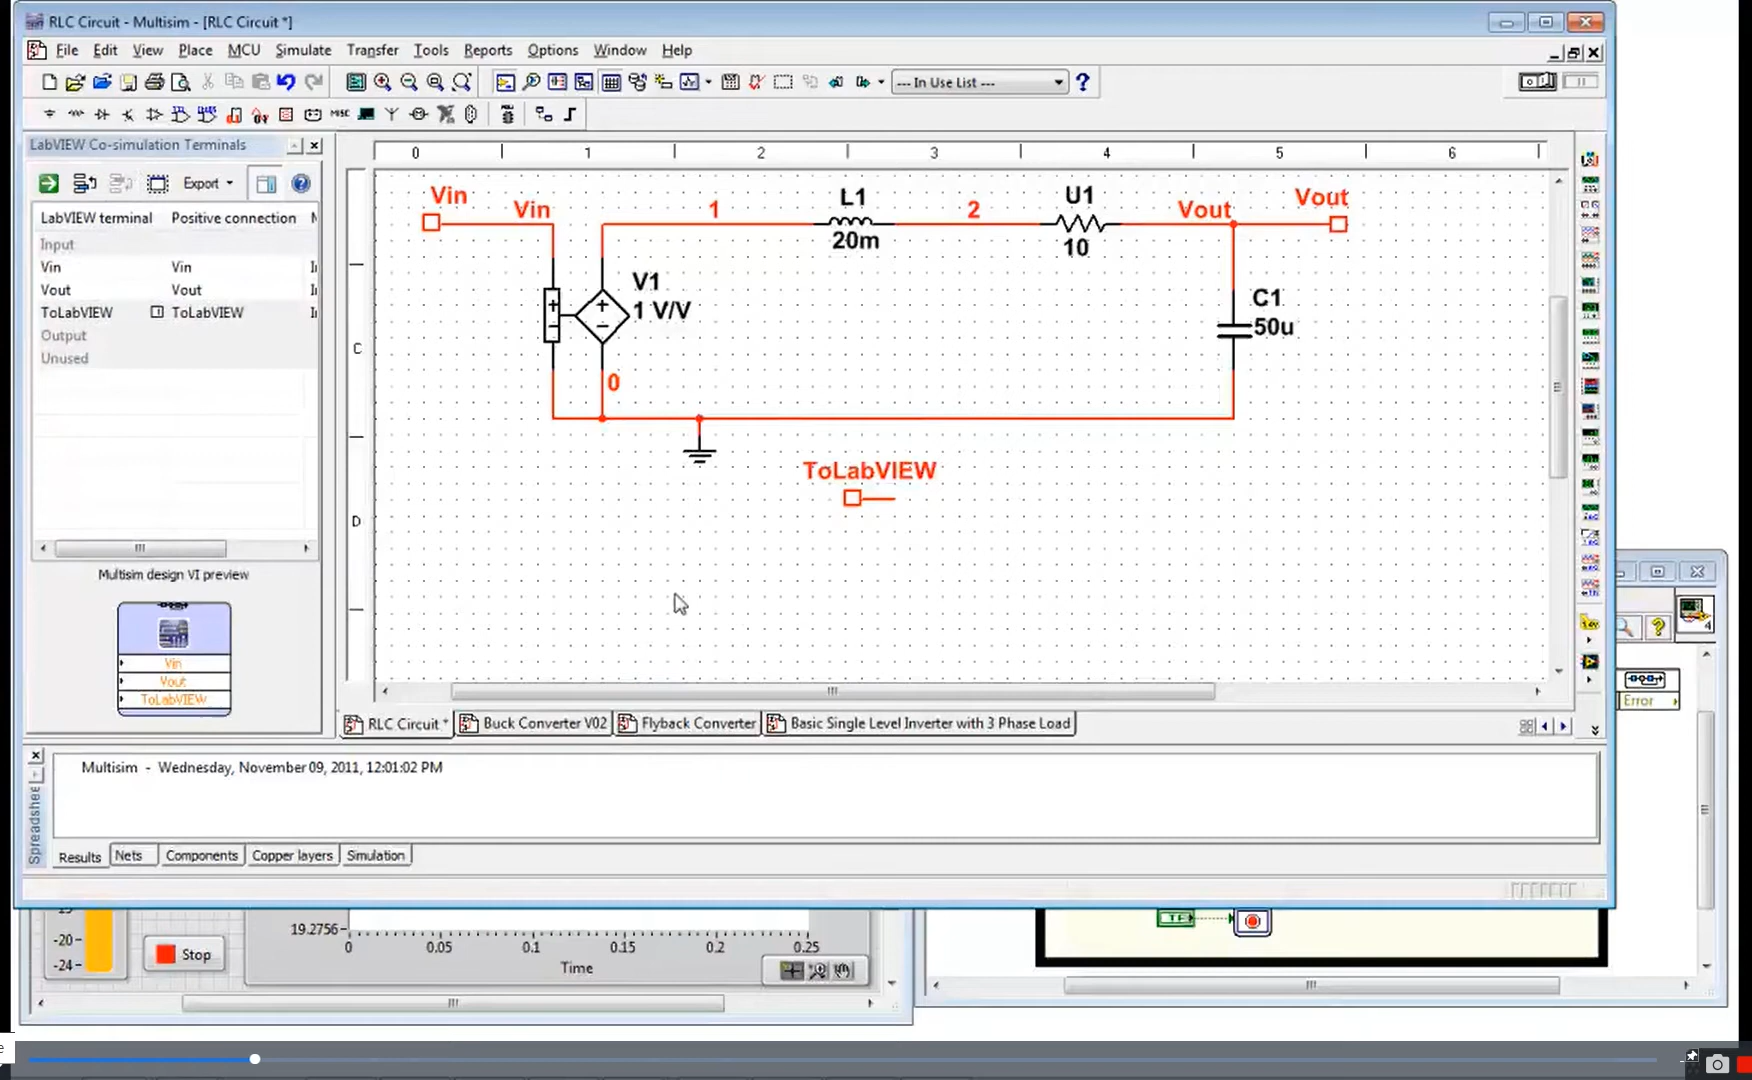 RLC Circuit - Multisim - [RLC Circuit *]
File Edit View Place MCU Simulate Transfer Tools Reports Options Window Help
--- In Use List ---
MISC
LabVIEW Co-simulation Terminals
Export
LabVIEW terminal Positive connection
Input
Vin Vin
Vout Vout
ToLabVIEW ToLabVIEW
Output
Unused
Multisim design VI preview
Vin
Vout
ToLabVIEW
0 1 2 3 4 5 6
C
D
Vin Vin 1 L1 2 U1 Vout Vout
20m 10
V1
1 V/V
C1
50u
0
ToLabVIEW
RLC Circuit * Buck Converter V02 Flyback Converter Basic Single Level Inverter with 3 Phase Load
Multisim - Wednesday, November 09, 2011, 12:01:02 PM
Results Nets Components Copper layers Simulation
Error
-20
-24
Stop
19.2756
0 0.05 0.1 0.15 0.2 0.25
Time
TF